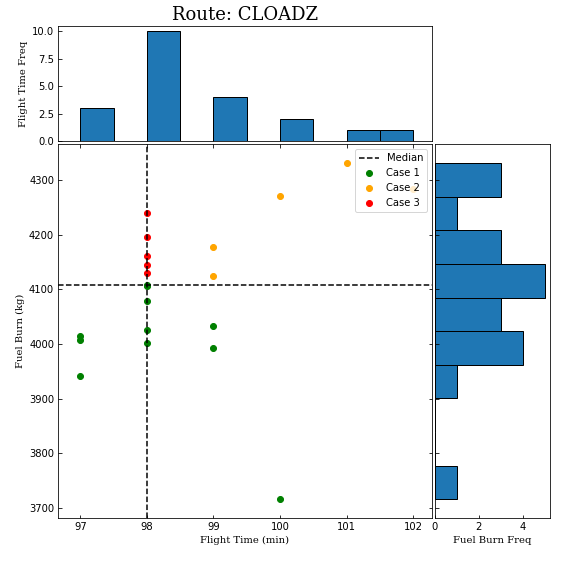 Route: CLOADZ
Flight Time Freq
10.0
7.5
5.0
2.5
0.0
Median
Case 1
Case 2
Case 3
Fuel Burn (kg)
4300
4200
4100
4000
3900
3800
3700
97 98 99 100 101 102
Flight Time (min)
0 2 4
Fuel Burn Freq